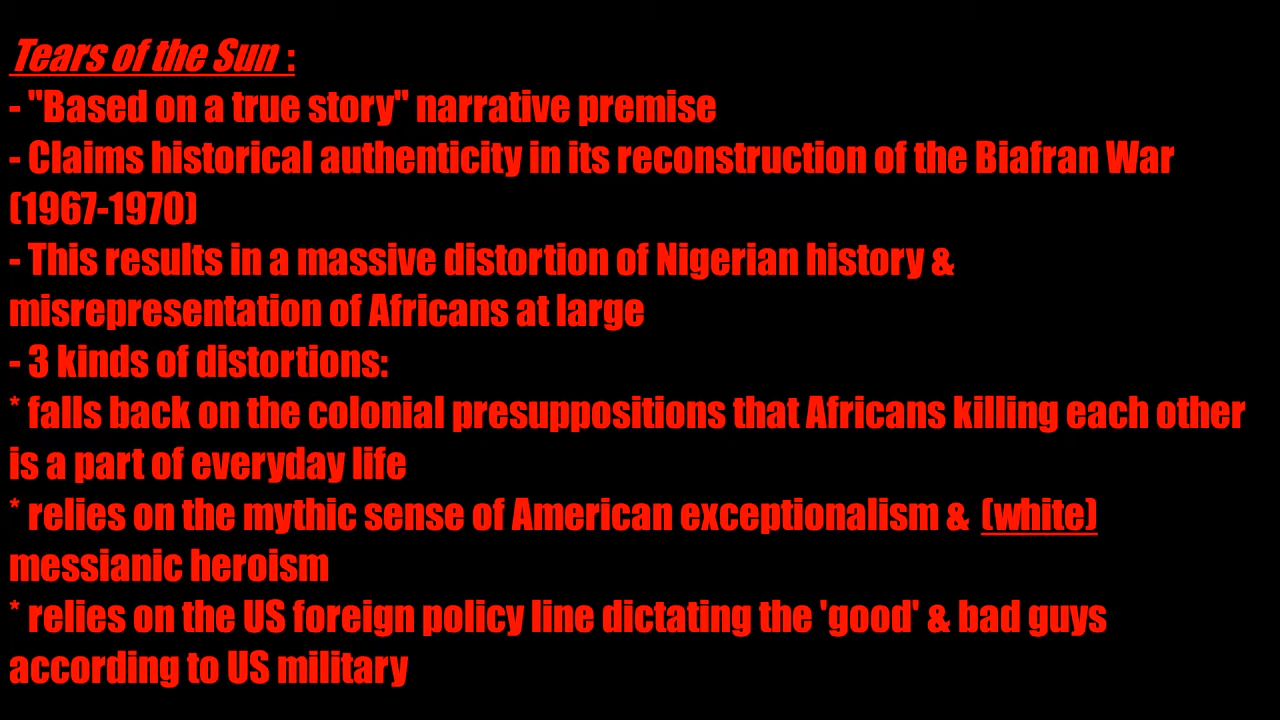 Tears of the Sun :
- "Based on a true story" narrative premise
- Claims historical authenticity in its reconstruction of the Biafran War
(1967-1970)
- This results in a massive distortion of Nigerian history &
misrepresentation of Africans at large
- 3 kinds of distortions:
* falls back on the colonial presuppositions that Africans killing each other
is a part of everyday life
* relies on the mythic sense of American exceptionalism & (white)
messianic heroism
* relies on the US foreign policy line dictating the 'good' & bad guys
according to US military